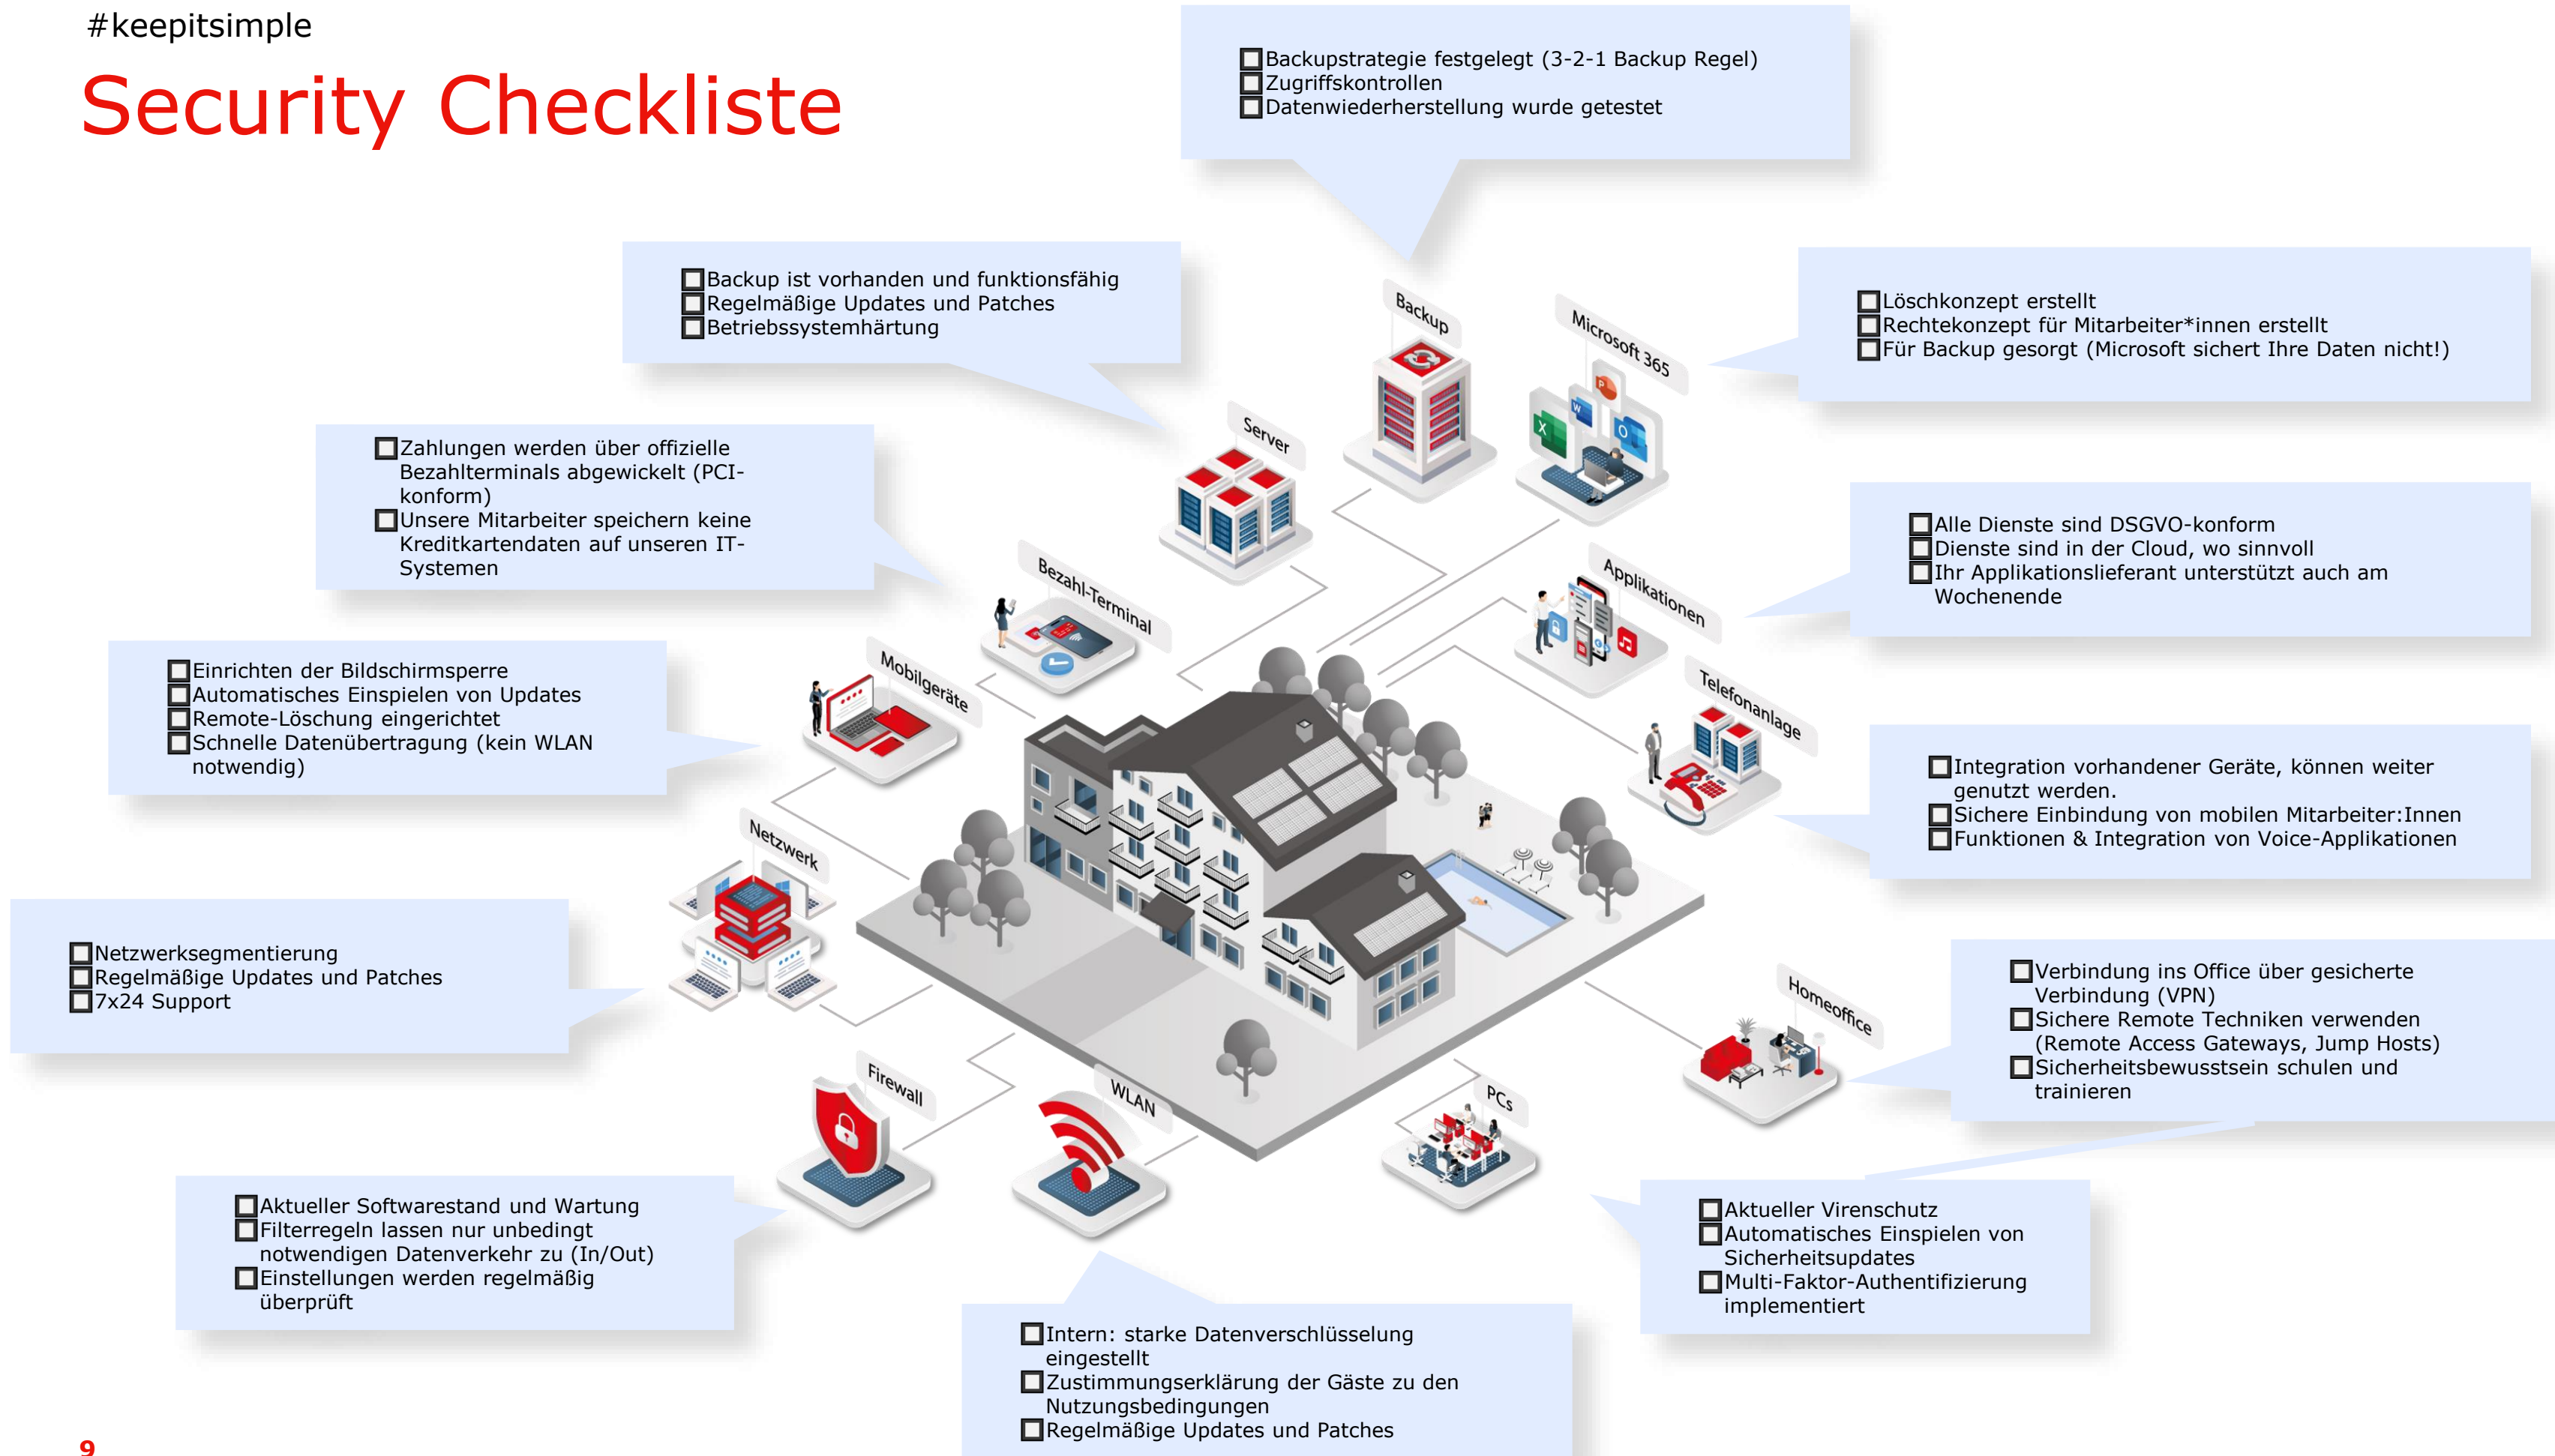 #keepitsimple
Security Checkliste
Backupstrategie festgelegt (3-2-1 Backup Regel)
Zugriffskontrollen
Datenwiederherstellung wurde getestet
Backup ist vorhanden und funktionsfähig
Regelmäßige Updates und Patches
Betriebssystemhärtung
Löschkonzept erstellt
Rechtekonzept für Mitarbeiter*innen erstellt
Für Backup gesorgt (Microsoft sichert Ihre Daten nicht!)
Zahlungen werden über offizielle
Bezahlterminals abgewickelt (PCI-
konform)
Unsere Mitarbeiter speichern keine
Kreditkartendaten auf unseren IT-
Systemen
Alle Dienste sind DSGVO-konform
Dienste sind in der Cloud, wo sinnvoll
Ihr Applikationslieferant unterstützt auch am
Wochenende
Einrichten der Bildschirmsperre
Automatisches Einspielen von Updates
Remote-Löschung eingerichtet
Schnelle Datenübertragung (kein WLAN
notwendig)
Integration vorhandener Geräte, können weiter
genutzt werden.
Sichere Einbindung von mobilen Mitarbeiter:Innen
Funktionen & Integration von Voice-Applikationen
Netzwerksegmentierung
Regelmäßige Updates und Patches
7x24 Support
Verbindung ins Office über gesicherte
Verbindung (VPN)
Sichere Remote Techniken verwenden
(Remote Access Gateways, Jump Hosts)
Sicherheitsbewusstsein schulen und
trainieren
Aktueller Softwarestand und Wartung
Filterregeln lassen nur unbedingt
notwendigen Datenverkehr zu (In/Out)
Einstellungen werden regelmäßig
überprüft
Aktueller Virenschutz
Automatisches Einspielen von
Sicherheitsupdates
Multi-Faktor-Authentifizierung
implementiert
Intern: starke Datenverschlüsselung
eingestellt
Zustimmungserklärung der Gäste zu den
Nutzungsbedingungen
Regelmäßige Updates und Patches
Backup
Microsoft 365
P
W
X
O
Server
Applikationen
Bezahl-Terminal
Mobilgeräte
Telefonanlage
Netzwerk
Homeoffice
Firewall
WLAN
PCs
9